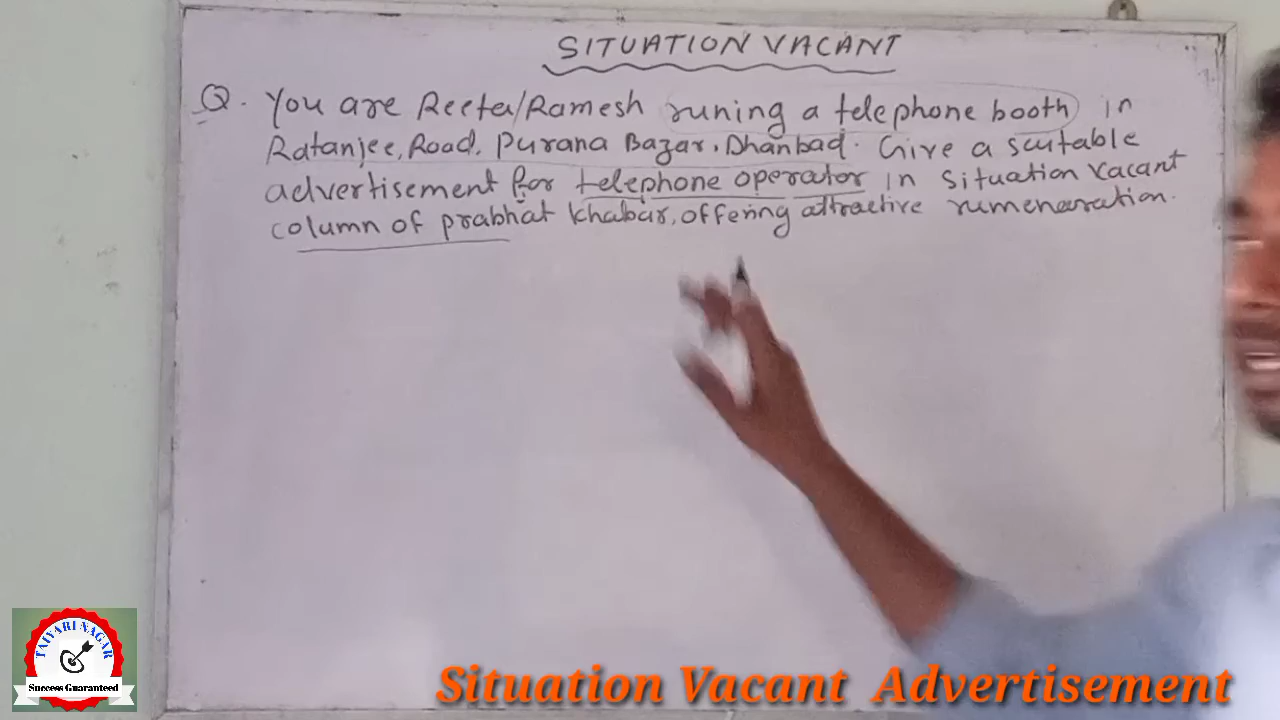 SITUATION VACANT
Q. You are Reeta/Ramesh runing a telephone booth in
Ratanjee, Road, Purana Bazar, Dhanbad. Give a suitable
advertisement for telephone operator in Situation vacant
column of prabhat khabar, offering attractive rumenaration.
TAIYARI NAGAR
Success Guaranteed
Situation Vacant Advertisement